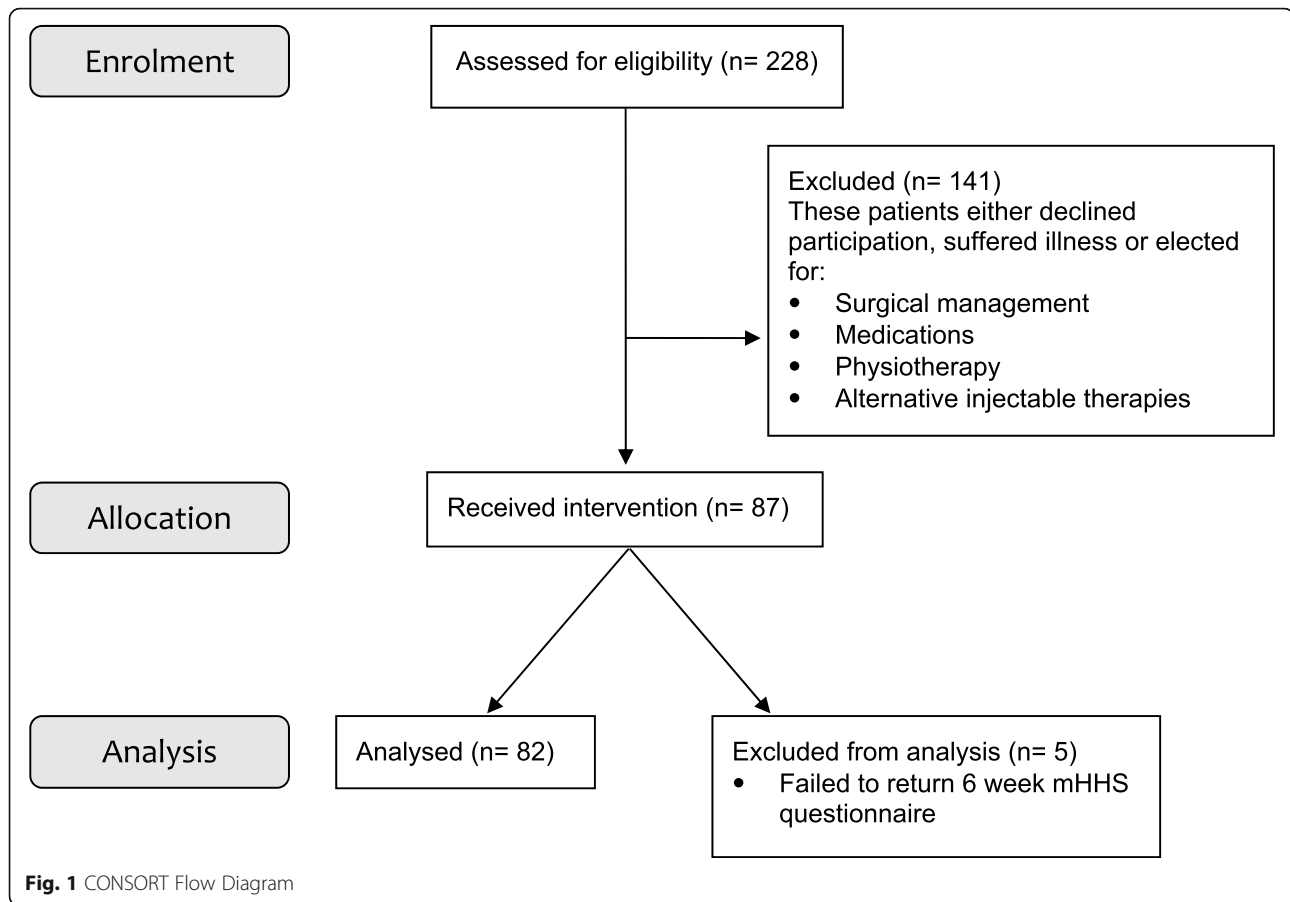 Enrolment
Assessed for eligibility (n= 228)
Excluded (n= 141)
These patients either declined
participation, suffered illness or elected
for:
• Surgical management
• Medications
• Physiotherapy
• Alternative injectable therapies
Allocation
Received intervention (n= 87)
Analysis
Analysed (n= 82)
Excluded from analysis (n= 5)
• Failed to return 6 week mHHS
questionnaire
Fig. 1 CONSORT Flow Diagram